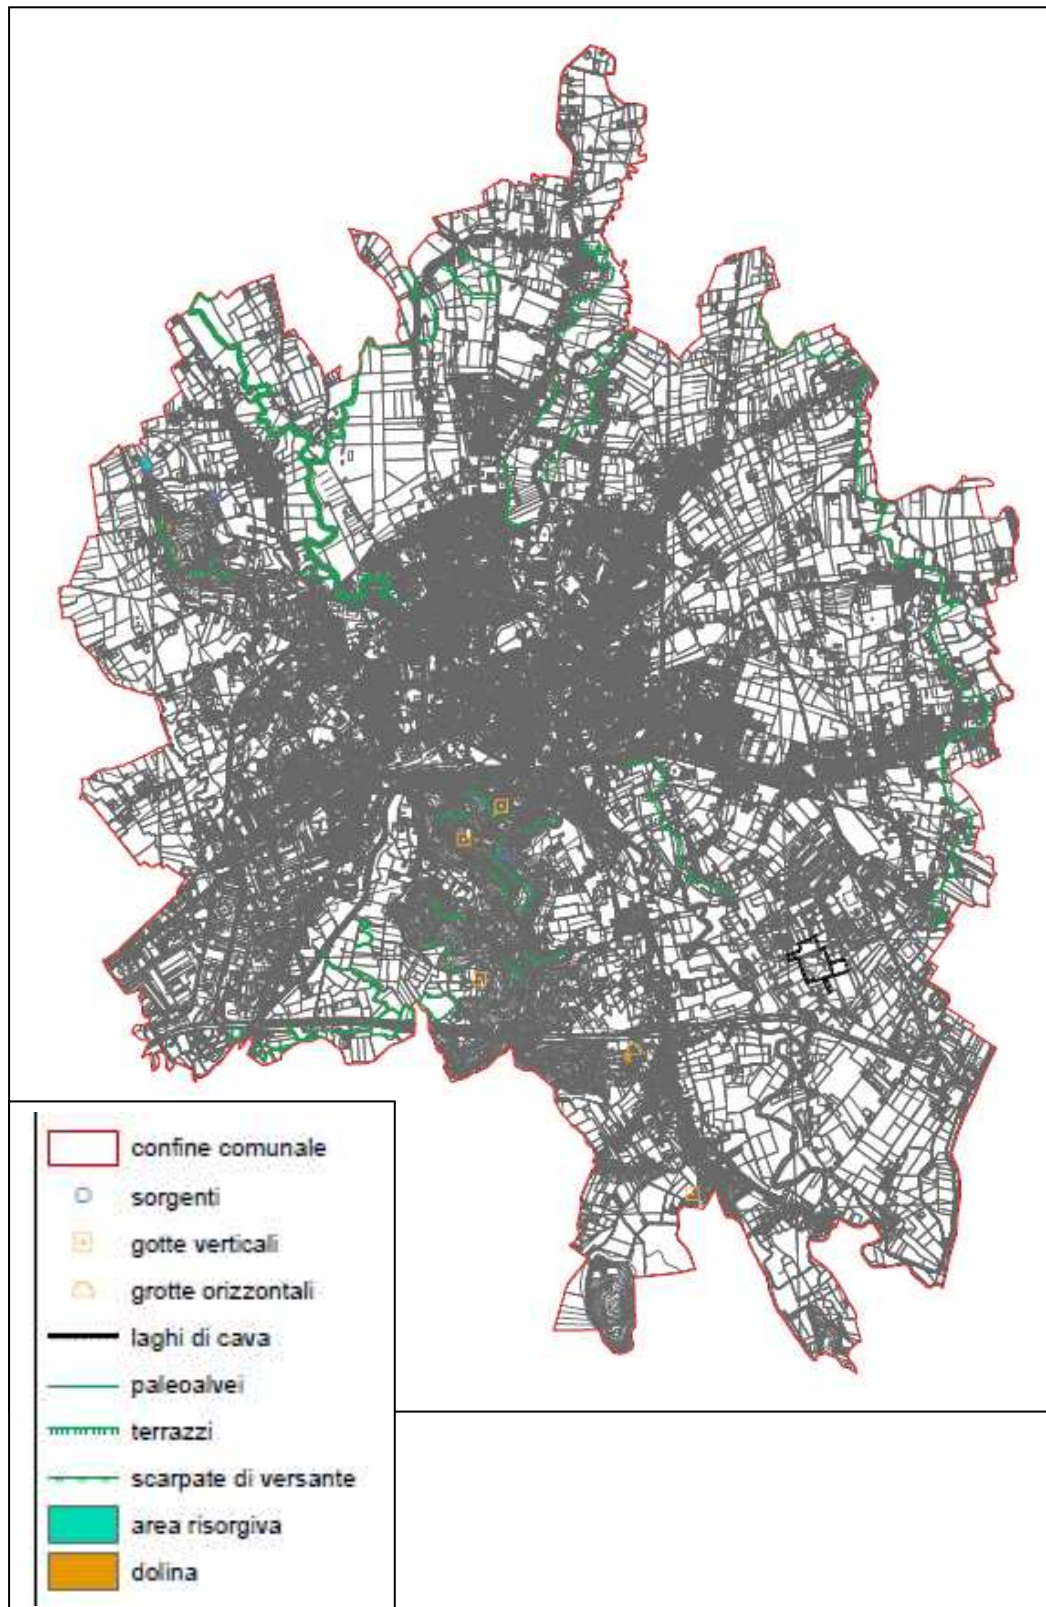 confine comunale
sorgenti
gotte verticali
grotte orizzontali
laghi di cava
paleoalvei
terrazzi
scarpate di versante
area risorgiva
dolina